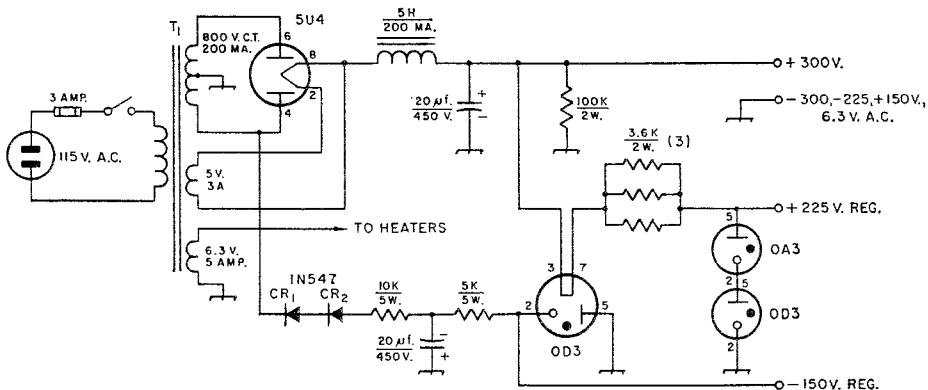 T1
800 V.C.T.
200 MA.
5U4
6
8
2
4
5H
200 MA.
+300V.
-300,-225,+150V.,
6.3 V. A.C.
3 AMP.
115 V. A.C.
20 µf.
450 V.
+
-
100K
2W.
3.6K
2W. (3)
5V.
3A
+225V. REG.
TO HEATERS
6.3V.
5 AMP.
1N547
CR1
CR2
10K
5W.
5K
5W.
20 µf.
450V.
-
+
3
7
2
5
OD3
5
OA3
2
5
OD3
2
-150V. REG.